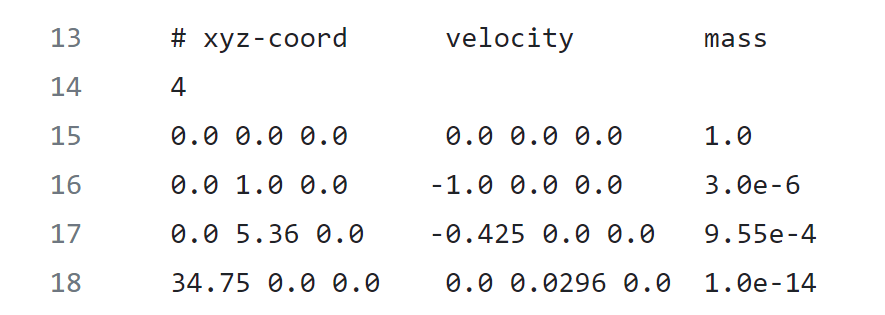 13 # xyz-coord velocity mass
14 4
15 0.0 0.0 0.0 0.0 0.0 0.0 1.0
16 0.0 1.0 0.0 -1.0 0.0 0.0 3.0e-6
17 0.0 5.36 0.0 -0.425 0.0 0.0 9.55e-4
18 34.75 0.0 0.0 0.0 0.0296 0.0 1.0e-14